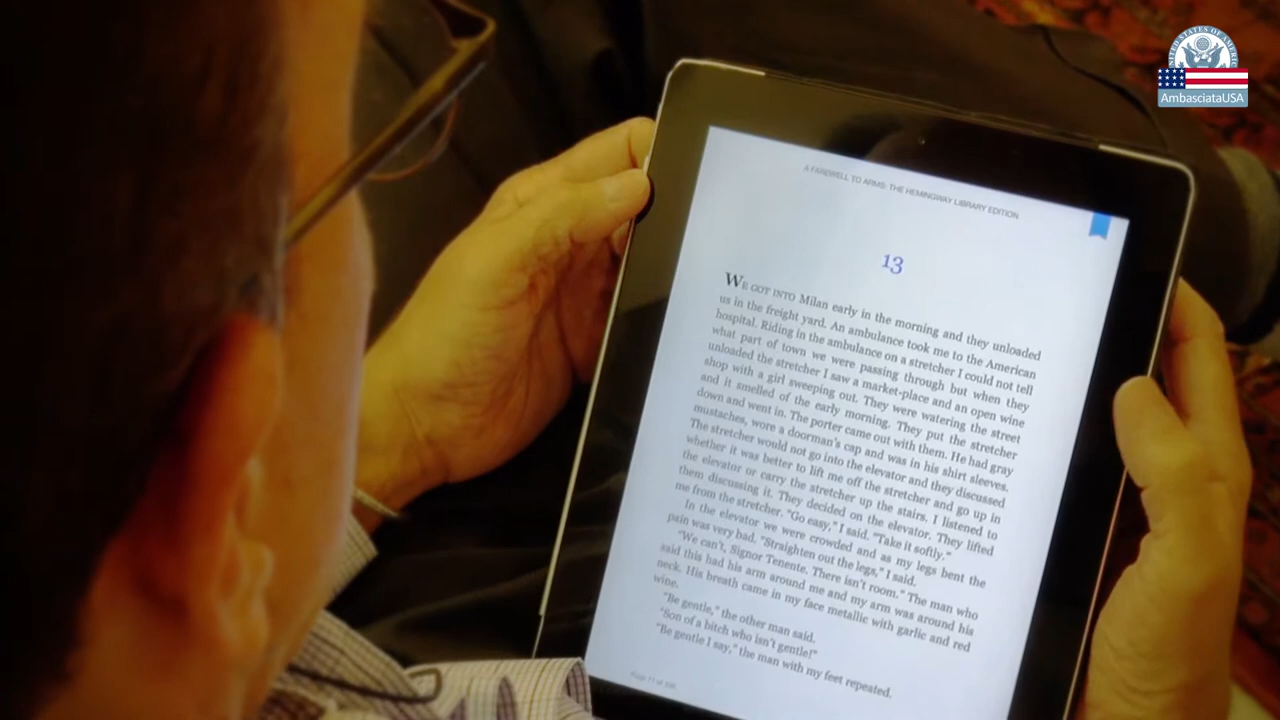 UNITED STATES OF AMERICA
AmbasciataUSA
A FAREWELL TO ARMS: THE HEMINGWAY LIBRARY EDITION
13
WE GOT INTO Milan early in the morning and they unloaded
us in the freight yard. An ambulance took me to the American
hospital. Riding in the ambulance on a stretcher I could not tell
what part of town we were passing through but when they
unloaded the stretcher I saw a market-place and an open wine
shop with a girl sweeping out. They were watering the street
and it smelled of the early morning. They put the stretcher
down and went in. The porter came out with them. He had gray
mustaches, wore a doorman's cap and was in his shirt sleeves.
The stretcher would not go into the elevator and they discussed
whether it was better to lift me off the stretcher and go up in
the elevator or carry the stretcher up the stairs. I listened to
them discussing it. They decided on the elevator. They lifted
me from the stretcher. "Go easy," I said. "Take it softly."
In the elevator we were crowded and as my legs bent the
pain was very bad. "Straighten out the legs," I said.
"We can't, Signor Tenente. There isn't room." The man who
said this had his arm around me and my arm was around his
neck. His breath came in my face metallic with garlic and red
wine.
"Be gentle," the other man said.
"Son of a bitch who isn't gentle!"
"Be gentle I say," the man with my feet repeated.